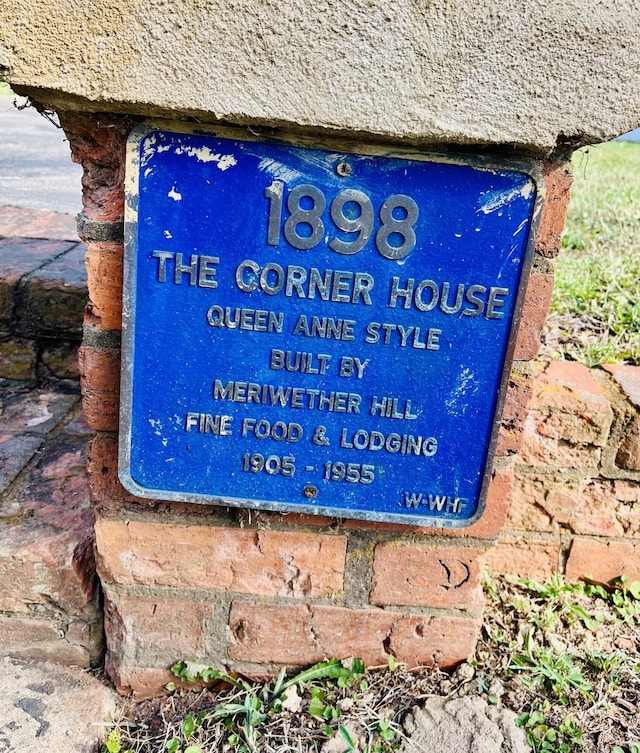 1898
THE CORNER HOUSE
QUEEN ANNE STYLE
BUILT BY
MERIWETHER HILL
FINE FOOD & LODGING
1905 - 1955
W-WHF